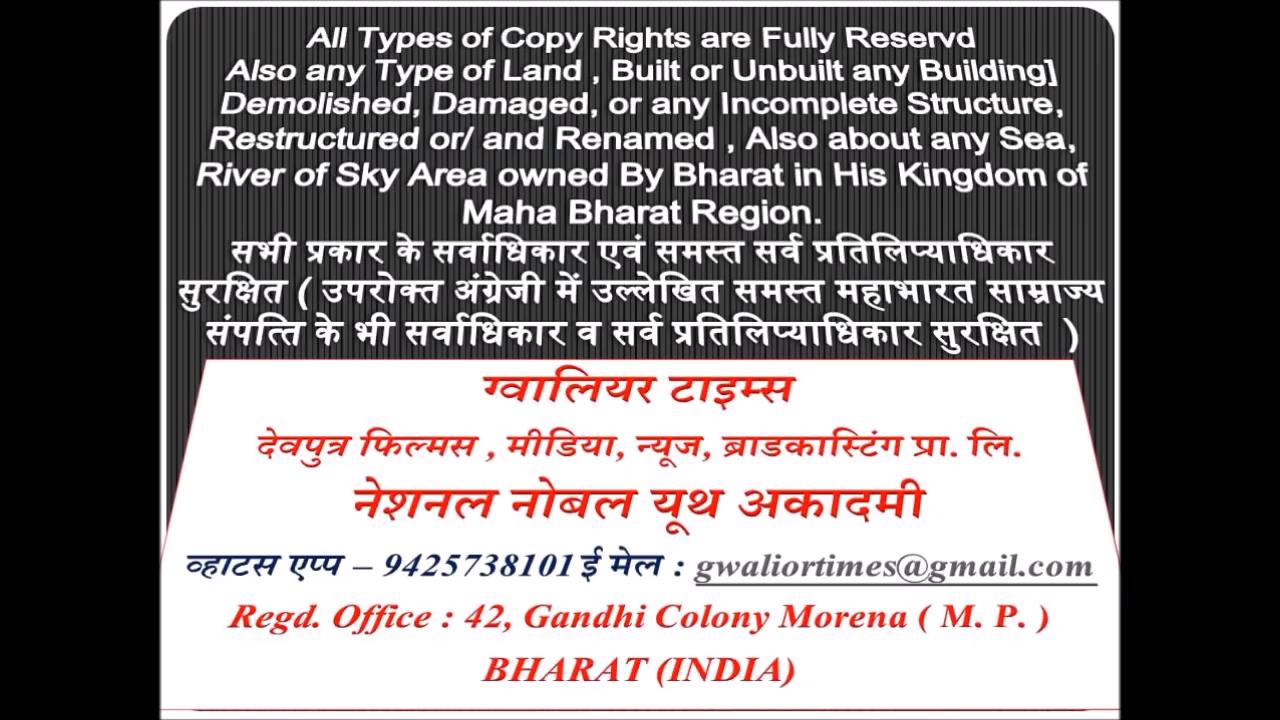 All Types of Copy Rights are Fully Reservd
Also any Type of Land , Built or Unbuilt any Building]
Demolished, Damaged, or any Incomplete Structure,
Restructured or/ and Renamed , Also about any Sea,
River of Sky Area owned By Bharat in His Kingdom of
Maha Bharat Region.
सभी प्रकार के सर्वाधिकार एवं समस्त सर्व प्रतिलिप्याधिकार
सुरक्षित ( उपरोक्त अंग्रेजी में उल्लेखित समस्त महाभारत साम्राज्य
संपत्ति के भी सर्वाधिकार व सर्व प्रतिलिप्याधिकार सुरक्षित )
ग्वालियर टाइम्स
देवपुत्र फिल्मस , मीडिया, न्यूज, ब्राडकास्टिंग प्रा. लि.
नेशनल नोबल यूथ अकादमी
व्हाटस एप्प – 9425738101 ई मेल : gwaliortimes@gmail.com
Regd. Office : 42, Gandhi Colony Morena ( M. P. )
BHARAT (INDIA)